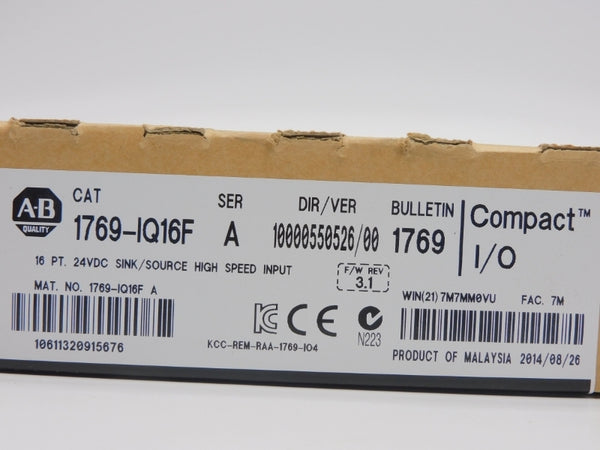 A-B
QUALITY
CAT
1769-IQ16F
SER
A
DIR/VER
10000550526/00
BULLETIN
1769
Compact™
I/O
16 PT. 24VDC SINK/SOURCE HIGH SPEED INPUT
F/W REV
3.1
MAT. NO. 1769-IQ16F A
10611320915676
KC
CE
N223
KCC-REM-RAA-1769-IO4
WIN(21) 7M7MM0VU FAC. 7M
PRODUCT OF MALAYSIA 2014/08/26